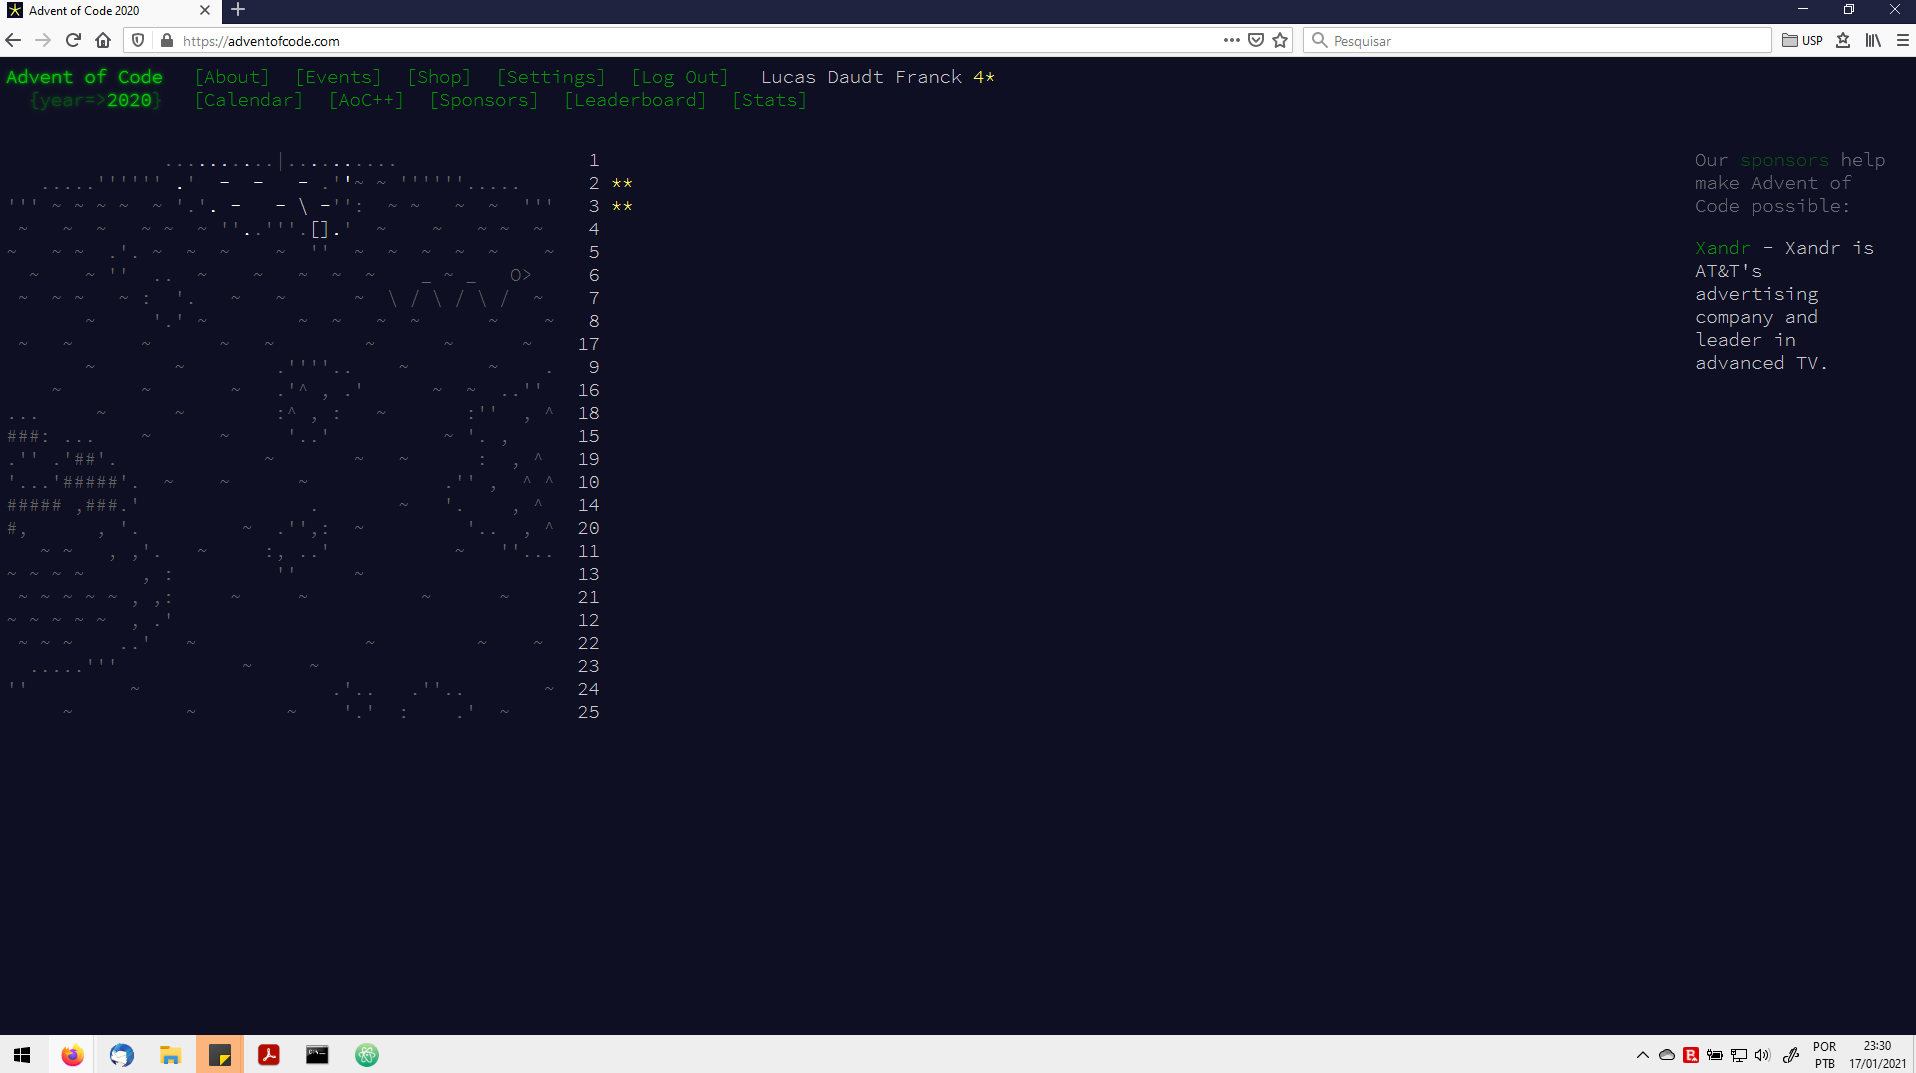 Advent of Code 2020
https://adventofcode.com
Pesquisar
USP
Advent of Code [About] [Events] [Shop] [Settings] [Log Out] Lucas Daudt Franck 4*
{year=>2020} [Calendar] [AoC++] [Sponsors] [Leaderboard] [Stats]
1
2 **
3 **
4
5
6
7
8
17
9
16
18
15
19
10
14
20
11
13
21
12
22
23
24
25
Our sponsors help
make Advent of
Code possible:
Xandr - Xandr is
AT&T's
advertising
company and
leader in
advanced TV.
POR
PTB
23:30
17/01/2021